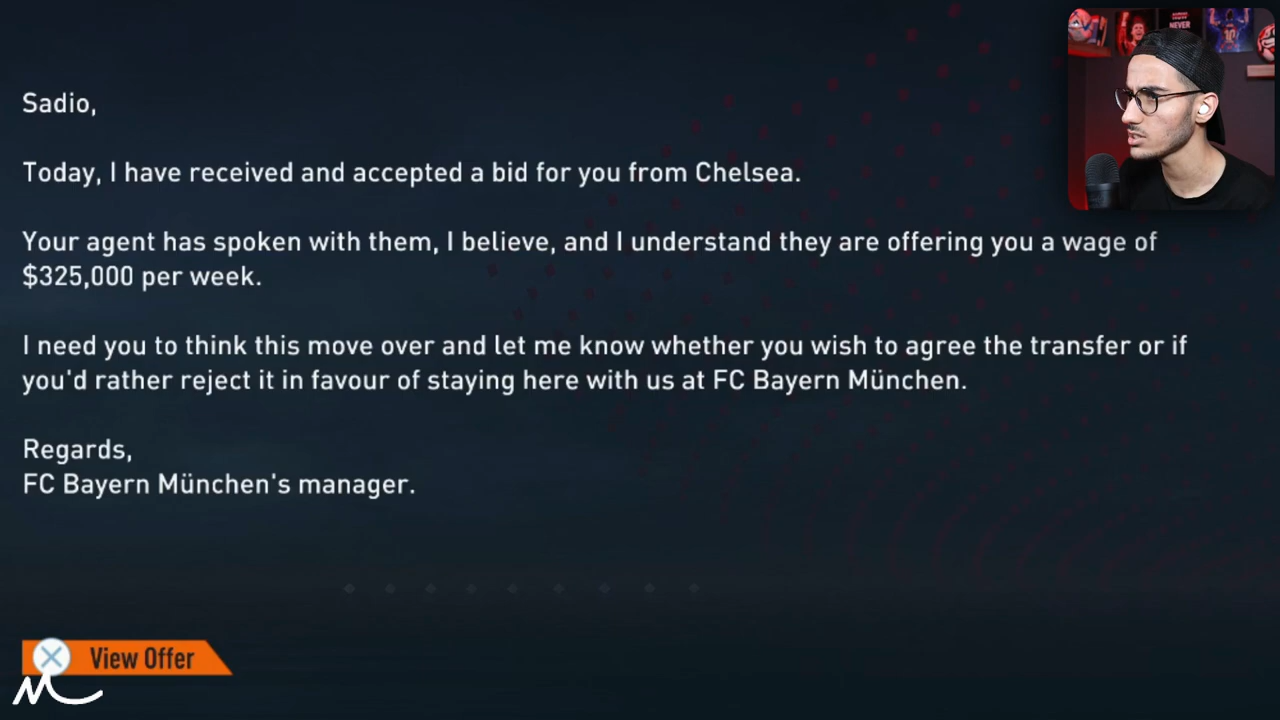 NEVER
Sadio,
Today, I have received and accepted a bid for you from Chelsea.
Your agent has spoken with them, I believe, and I understand they are offering you a wage of
$325,000 per week.
I need you to think this move over and let me know whether you wish to agree the transfer or if
you'd rather reject it in favour of staying here with us at FC Bayern München.
Regards,
FC Bayern München's manager.
View Offer